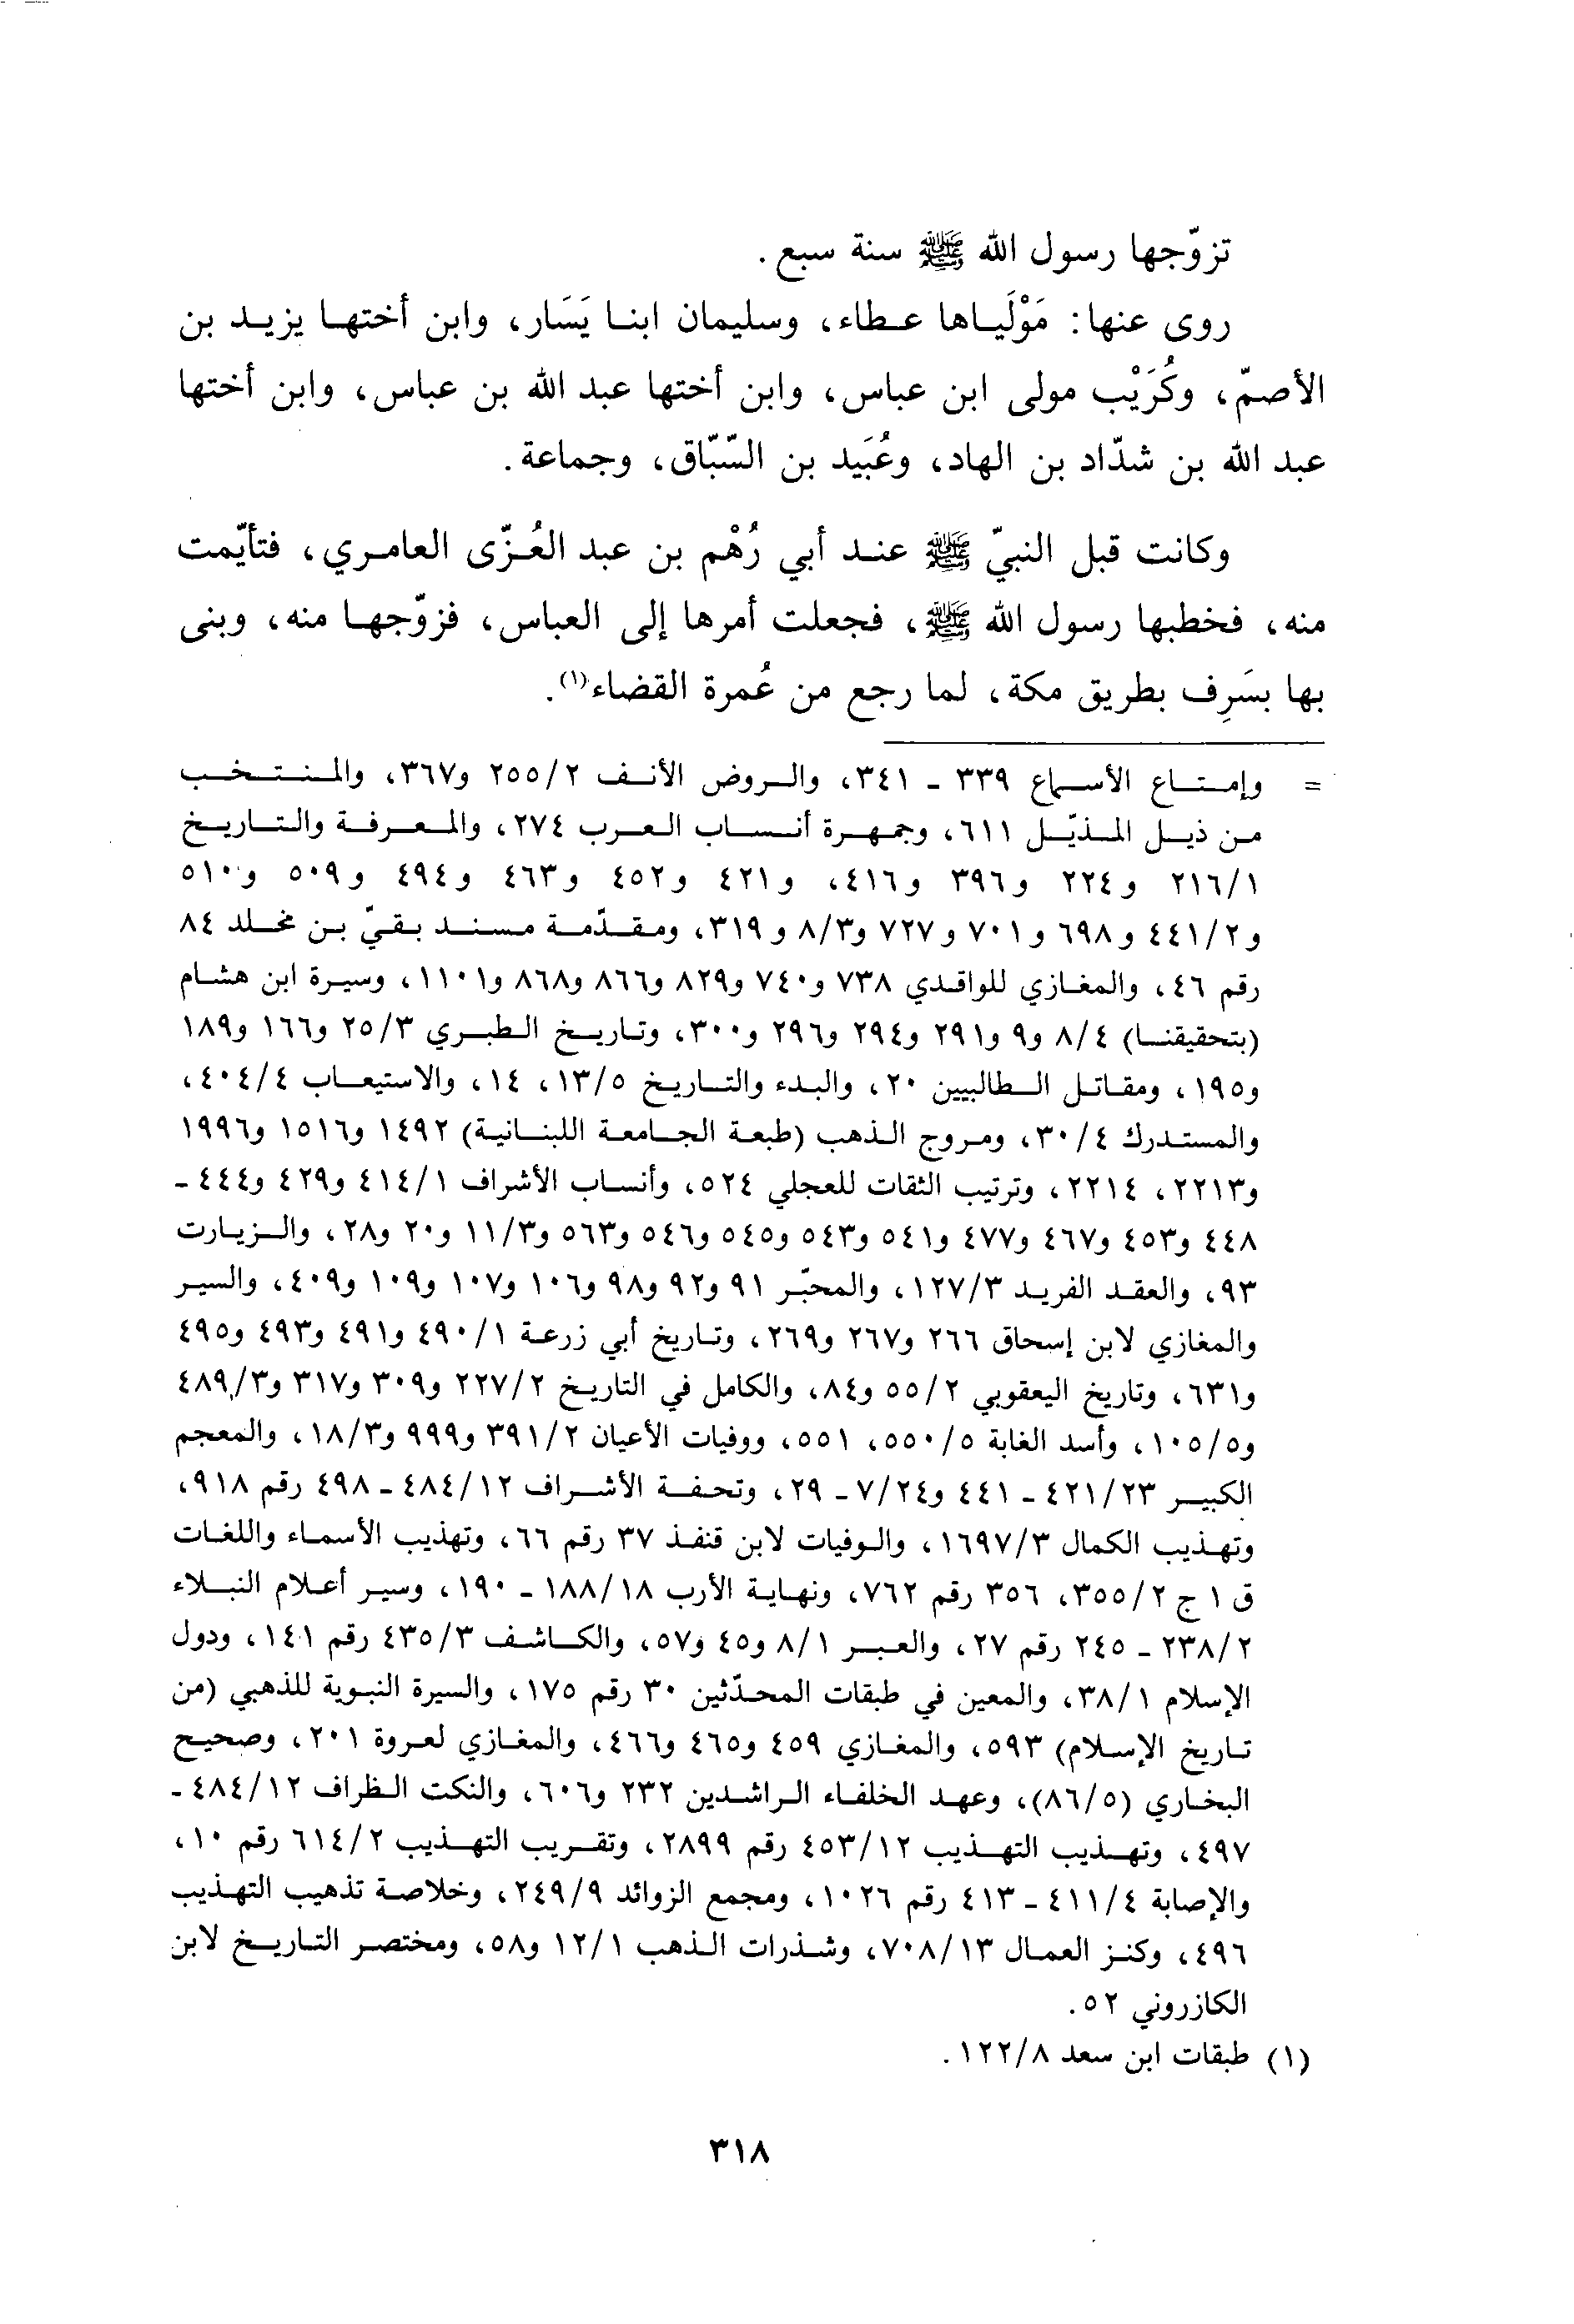 تزوّجها رسول الله ﷺ سنة سبع.
روى عنها: مَوْلَياها عطاء، وسليمان ابنا يَسَار، وابن أختها يزيد بن
الأصمّ، وكُرَيْب مولى ابن عباس، وابن أختها عبد الله بن عباس، وابن أختها
عبد الله بن شدّاد بن الهاد، وعُبَيد بن السّبّاق، وجماعة.
وكانت قبل النبيّ ﷺ عند أبي رُهْم بن عبد العُزّى العامري، فتأيّمت
منه، فخطبها رسول الله ﷺ، فجعلت أمرها إلى العباس، فزوّجها منه، وبنى
بها بسَرِف بطريق مكة، لما رجع من عُمرة القضاء(١).
= وإمتاع الأسماع ٣٣٩ - ٣٤١، والروض الأنف ٢/٢٥٥ و٣٦٧، والمنتخب
من ذيل المذيّل ٦١١، وجمهرة أنساب العرب ٢٧٤، والمعرفة والتاريخ
١/٢١٦ و٢٢٤ و٣٩٦ و٤١٦، و٤٢١ و٤٥٢ و٤٦٣ و٤٩٤ و٥٠٩ و٥١٠
و٢/٤٤١ و٦٩٨ و٧٠١ و٧٢٧ و٣/٨ و٣١٩، ومقدّمة مسند بقيّ بن مخلد ٨٤
رقم ٤٦، والمغازي للواقدي ٧٣٨ و٧٤٠ و٨٢٩ و٨٦٦ و٨٦٨ و١١٠١، وسيرة ابن هشام
(بتحقيقنا) ٤/٨ و٩ و٢٩١ و٢٩٤ و٢٩٦ و٣٠٠، وتاريخ الطبري ٣/٢٥ و١٦٦ و١٨٩
و١٩٥، ومقاتل الطالبيين ٢٠، والبدء والتاريخ ٥/١٣، ١٤، والاستيعاب ٤/٤٠٤،
والمستدرك ٤/٣٠، ومروج الذهب (طبعة الجامعة اللبنانية) ١٤٩٢ و١٥١٦ و١٩٩٦
و٢٢١٣، ٢٢١٤، وترتيب الثقات للعجلي ٥٢٤، وأنساب الأشراف ١/٤١٤ و٤٢٩ و٤٤٤ -
٤٤٨ و٤٥٣ و٤٦٧ و٤٧٧ و٥٤١ و٥٤٣ و٥٤٥ و٥٤٦ و٥٦٣ و٣/١١ و٢٠ و٢٨، والزيارت
٩٣، والعقد الفريد ٣/١٢٧، والمحبّر ٩١ و٩٢ و٩٨ و١٠٦ و١٠٧ و١٠٩ و٤٠٩، والسير
والمغازي لابن إسحاق ٢٦٦ و٢٦٧ و٢٦٩، وتاريخ أبي زرعة ١/٤٩٠ و٤٩١ و٤٩٣ و٤٩٥
و٦٣١، وتاريخ اليعقوبي ٢/٥٥ و٨٤، والكامل في التاريخ ٢/٢٢٧ و٣٠٩ و٣١٧ و٣/٤٨٩
و٥/١٠٥، وأسد الغابة ٥/٥٥٠، ٥٥١، ووفيات الأعيان ٢/٣٩١ و٩٩٩ و٣/١٨، والمعجم
الكبير ٢٣/٤٢١ - ٤٤١ و٢٤/٧ - ٢٩، وتحفة الأشراف ١٢/٤٨٤ - ٤٩٨ رقم ٩١٨،
وتهذيب الكمال ٣/١٦٩٧، والوفيات لابن قنفذ ٣٧ رقم ٦٦، وتهذيب الأسماء واللغات
ق ١ ج ٢/٣٥٥، ٣٥٦ رقم ٧٦٢، ونهاية الأرب ١٨/١٨٨ - ١٩٠، وسير أعلام النبلاء
٢/٢٣٨ - ٢٤٥ رقم ٢٧، والعبر ١/٨ و٤٥ و٥٧، والكاشف ٣/٤٣٥ رقم ١٤١، ودول
الإسلام ١/٣٨، والمعين في طبقات المحدّثين ٣٠ رقم ١٧٥، والسيرة النبوية للذهبي (من
تاريخ الإسلام) ٥٩٣، والمغازي ٤٥٩ و٤٦٥ و٤٦٦، والمغازي لعروة ٢٠١، وصحيح
البخاري (٥/٨٦)، وعهد الخلفاء الراشدين ٢٣٢ و٦٠٦، والنكت الظراف ١٢/٤٨٤ -
٤٩٧، وتهذيب التهذيب ١٢/٤٥٣ رقم ٢٨٩٩، وتقريب التهذيب ٢/٦١٤ رقم ١٠،
والإصابة ٤/٤١١ - ٤١٣ رقم ١٠٢٦، ومجمع الزوائد ٩/٢٤٩، وخلاصة تذهيب التهذيب
٤٩٦، وكنز العمال ١٣/٧٠٨، وشذرات الذهب ١/١٢ و٥٨، ومختصر التاريخ لابن
الكازروني ٥٢.
(١) طبقات ابن سعد ٨/١٢٢.
٣١٨